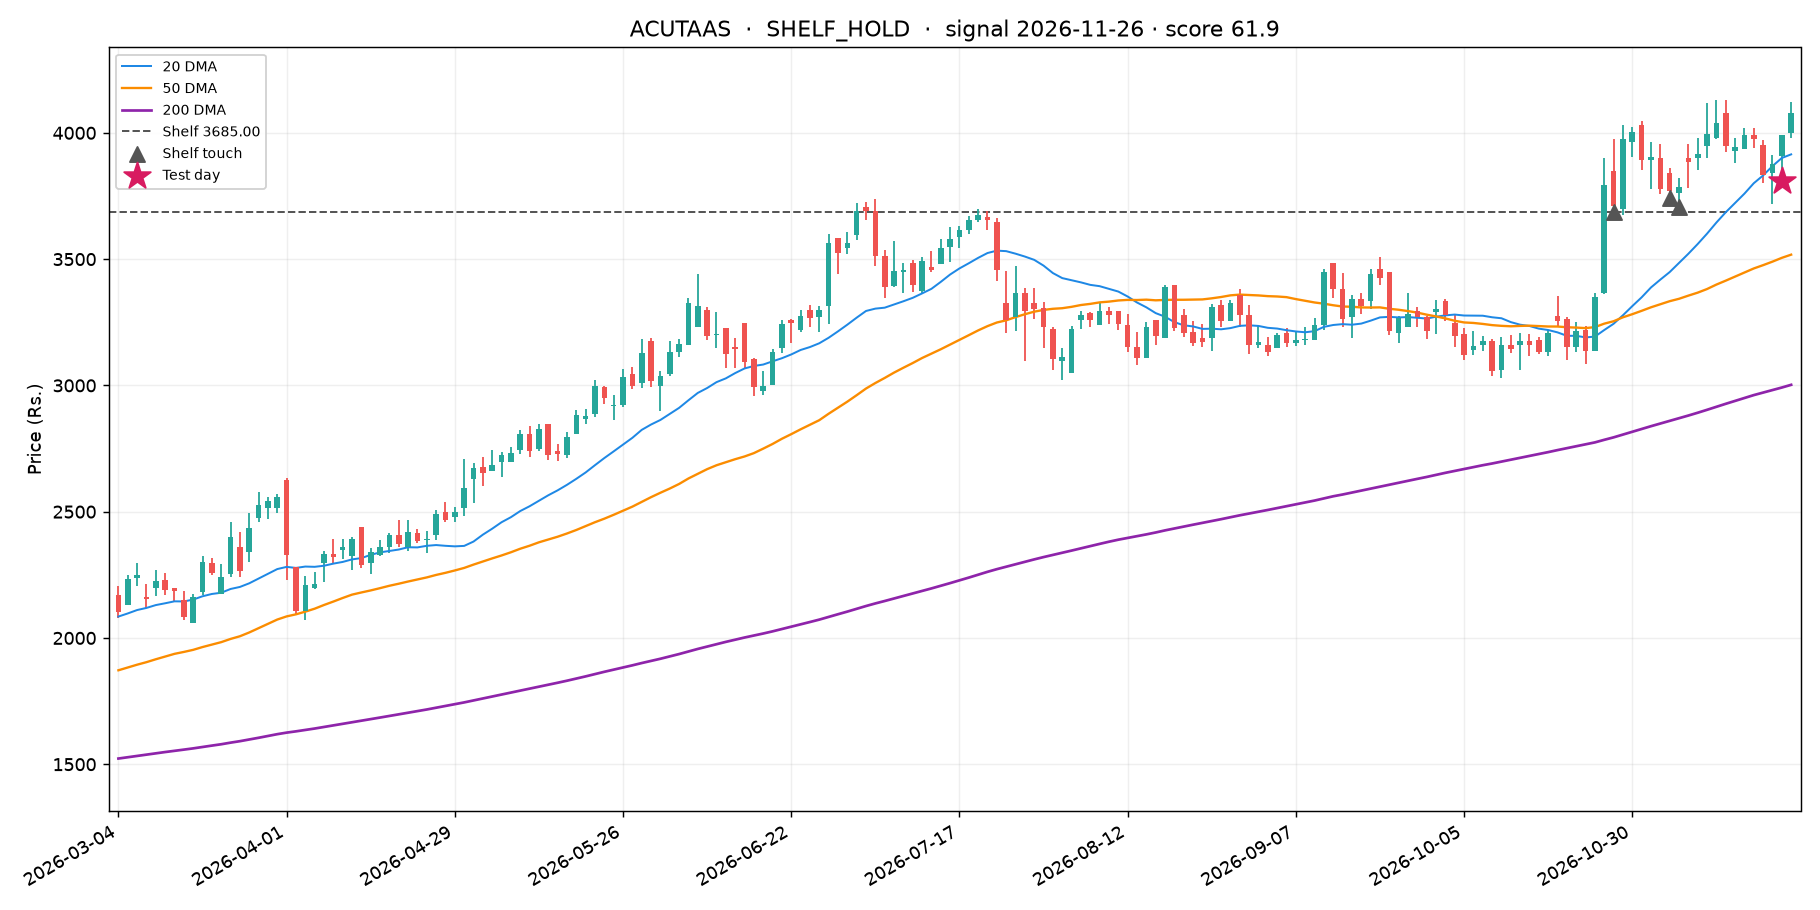 ACUTAAS · SHELF_HOLD · signal 2026-11-26 · score 61.9
20 DMA
50 DMA
200 DMA
Shelf 3685.00
Shelf touch
Test day
Price (Rs.)
4000
3500
3000
2500
2000
1500
2026-03-04
2026-04-01
2026-04-29
2026-05-26
2026-06-22
2026-07-17
2026-08-12
2026-09-07
2026-10-05
2026-10-30